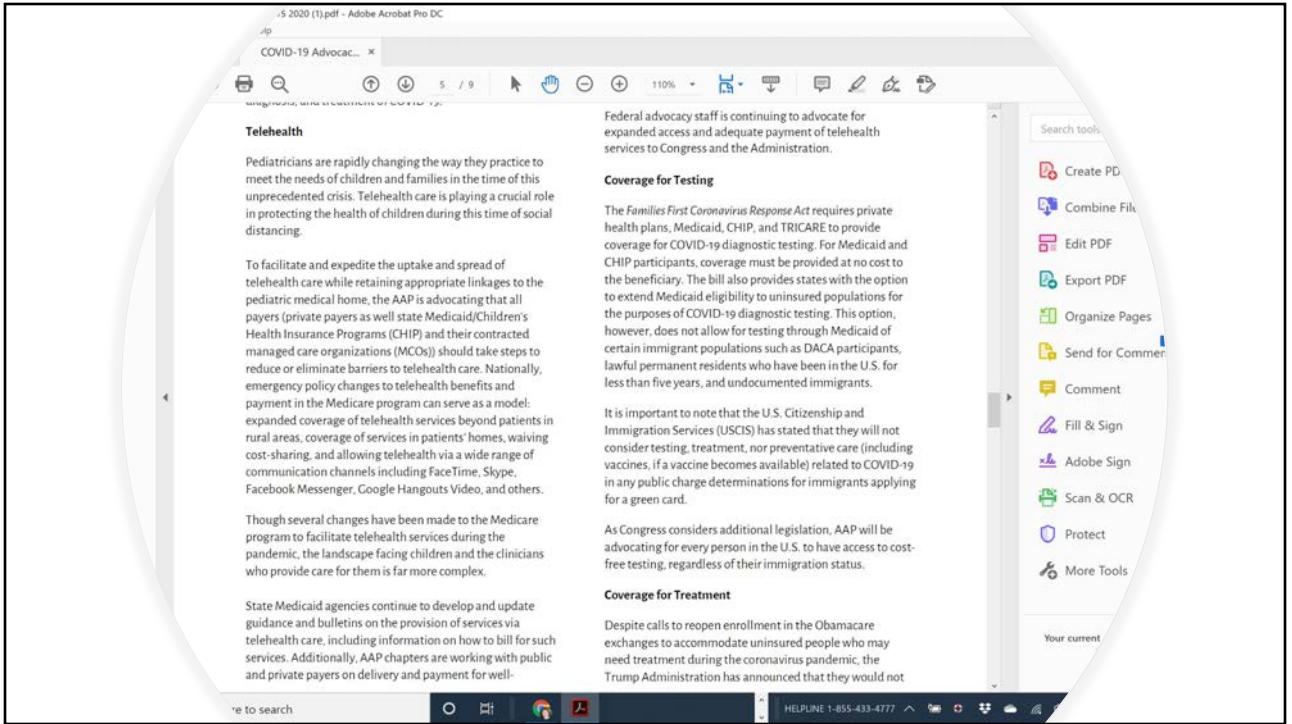 S 2020 (1).pdf - Adobe Acrobat Pro DC
COVID-19 Advocac... ×
5 / 9
110%
diagnosis, and treatment of COVID-19.
Telehealth
Pediatricians are rapidly changing the way they practice to
meet the needs of children and families in the time of this
unprecedented crisis. Telehealth care is playing a crucial role
in protecting the health of children during this time of social
distancing.
To facilitate and expedite the uptake and spread of
telehealth care while retaining appropriate linkages to the
pediatric medical home, the AAP is advocating that all
payers (private payers as well state Medicaid/Children's
Health Insurance Programs (CHIP) and their contracted
managed care organizations (MCOs)) should take steps to
reduce or eliminate barriers to telehealth care. Nationally,
emergency policy changes to telehealth benefits and
payment in the Medicare program can serve as a model:
expanded coverage of telehealth services beyond patients in
rural areas, coverage of services in patients' homes, waiving
cost-sharing, and allowing telehealth via a wide range of
communication channels including FaceTime, Skype,
Facebook Messenger, Google Hangouts Video, and others.
Though several changes have been made to the Medicare
program to facilitate telehealth services during the
pandemic, the landscape facing children and the clinicians
who provide care for them is far more complex.
State Medicaid agencies continue to develop and update
guidance and bulletins on the provision of services via
telehealth care, including information on how to bill for such
services. Additionally, AAP chapters are working with public
and private payers on delivery and payment for well-
Federal advocacy staff is continuing to advocate for
expanded access and adequate payment of telehealth
services to Congress and the Administration.
Coverage for Testing
The Families First Coronavirus Response Act requires private
health plans, Medicaid, CHIP, and TRICARE to provide
coverage for COVID-19 diagnostic testing. For Medicaid and
CHIP participants, coverage must be provided at no cost to
the beneficiary. The bill also provides states with the option
to extend Medicaid eligibility to uninsured populations for
the purposes of COVID-19 diagnostic testing. This option,
however, does not allow for testing through Medicaid of
certain immigrant populations such as DACA participants,
lawful permanent residents who have been in the U.S. for
less than five years, and undocumented immigrants.
It is important to note that the U.S. Citizenship and
Immigration Services (USCIS) has stated that they will not
consider testing, treatment, nor preventative care (including
vaccines, if a vaccine becomes available) related to COVID-19
in any public charge determinations for immigrants applying
for a green card.
As Congress considers additional legislation, AAP will be
advocating for every person in the U.S. to have access to cost-
free testing, regardless of their immigration status.
Coverage for Treatment
Despite calls to reopen enrollment in the Obamacare
exchanges to accommodate uninsured people who may
need treatment during the coronavirus pandemic, the
Trump Administration has announced that they would not
Search tools
Create PD
Combine File
Edit PDF
Export PDF
Organize Pages
Send for Commen
Comment
Fill & Sign
Adobe Sign
Scan & OCR
Protect
More Tools
Your current
re to search
HELPLINE 1-855-433-4777